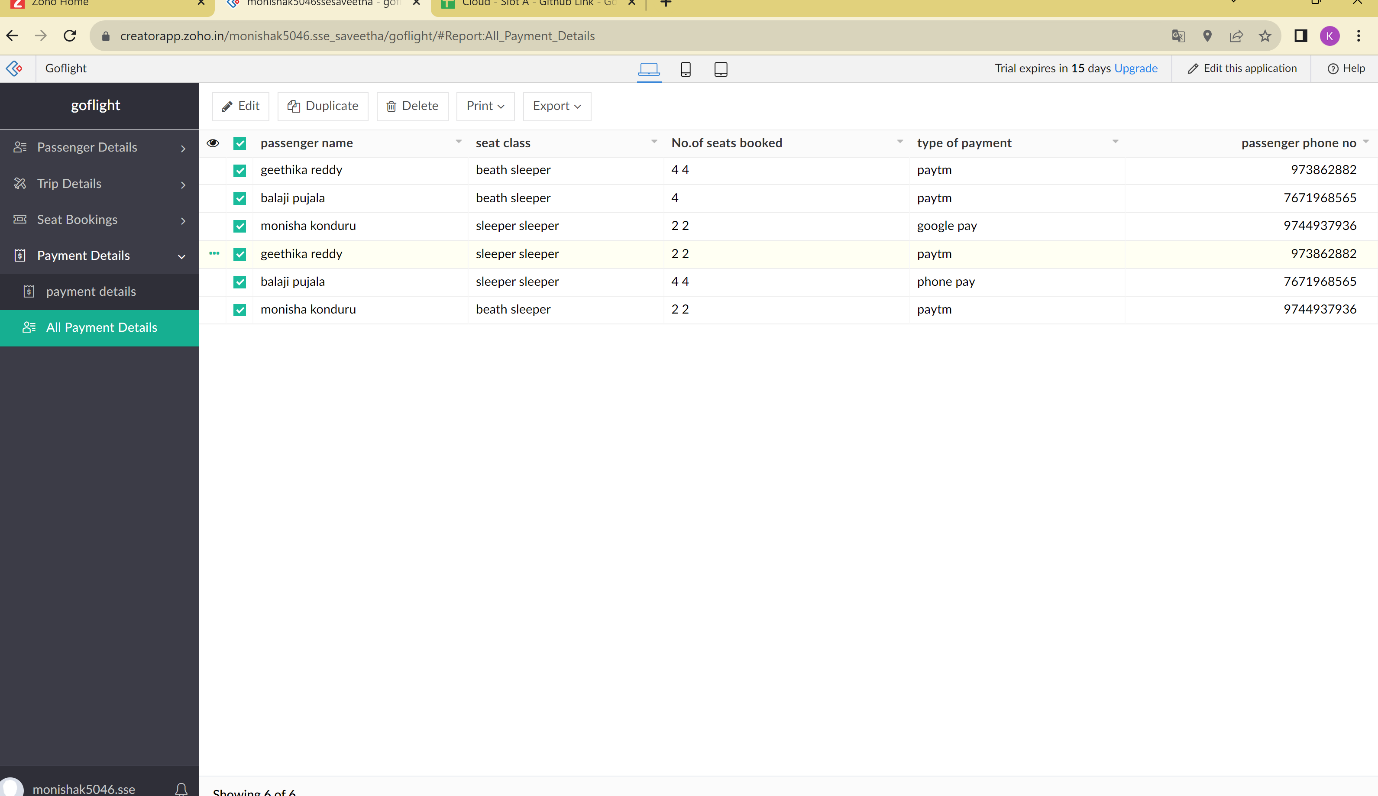 Zoho Home
monishak5046ssesaveetha - gofl
Cloud - Slot A - Github Link - Go
creatorapp.zoho.in/monishak5046.sse_saveetha/goflight/#Report:All_Payment_Details
K
Goflight
Trial expires in 15 days Upgrade
Edit this application
Help
goflight
Edit
Duplicate
Delete
Print
Export
Passenger Details
Trip Details
Seat Bookings
Payment Details
payment details
All Payment Details
passenger name seat class No.of seats booked type of payment passenger phone no
geethika reddy beath sleeper 4 4 paytm 973862882
balaji pujala beath sleeper 4 paytm 7671968565
monisha konduru sleeper sleeper 2 2 google pay 9744937936
geethika reddy sleeper sleeper 2 2 paytm 973862882
balaji pujala sleeper sleeper 4 4 phone pay 7671968565
monisha konduru beath sleeper 2 2 paytm 9744937936
monishak5046.sse
Showing 6 of 6